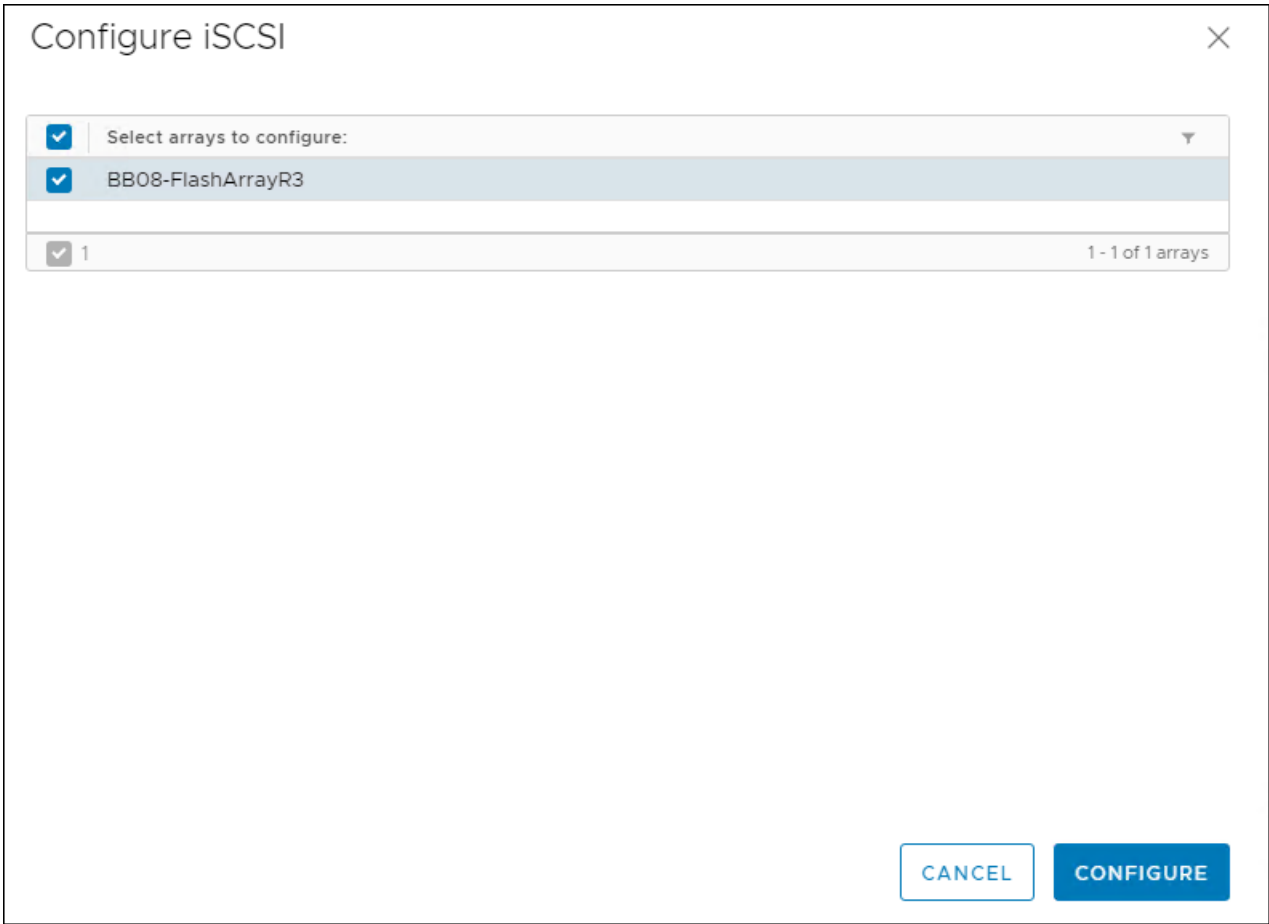 Configure iSCSI
Select arrays to configure:
BB08-FlashArrayR3
1
1 - 1 of 1 arrays
CANCEL
CONFIGURE